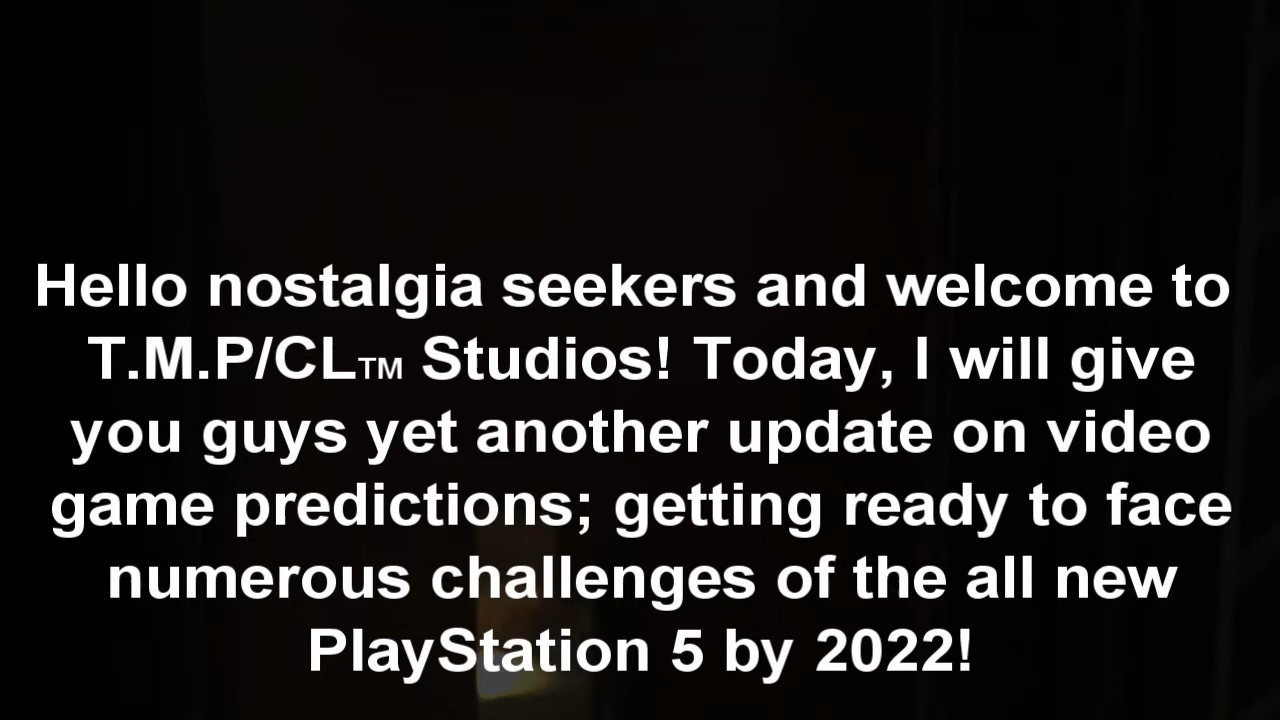 Hello nostalgia seekers and welcome to
T.M.P/CL™ Studios! Today, I will give
you guys yet another update on video
game predictions; getting ready to face
numerous challenges of the all new
PlayStation 5 by 2022!